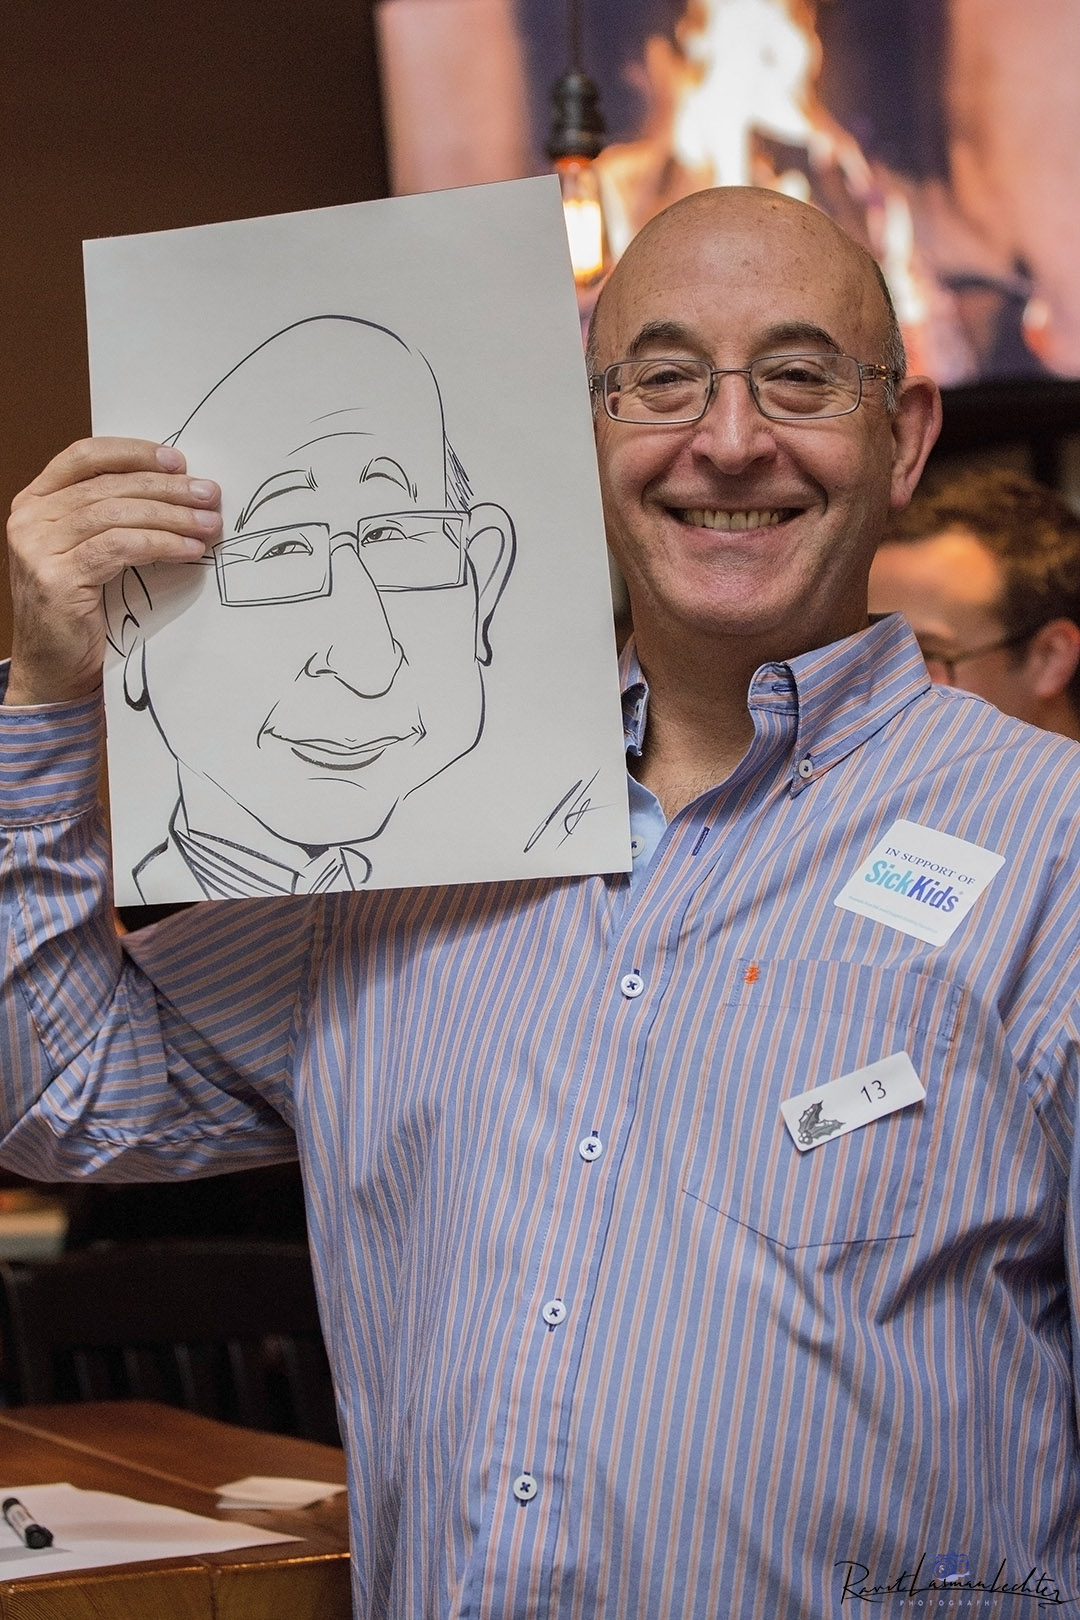 IN SUPPORT OF
SickKids®
13
Ravit Lasman Lechter
PHOTOGRAPHY